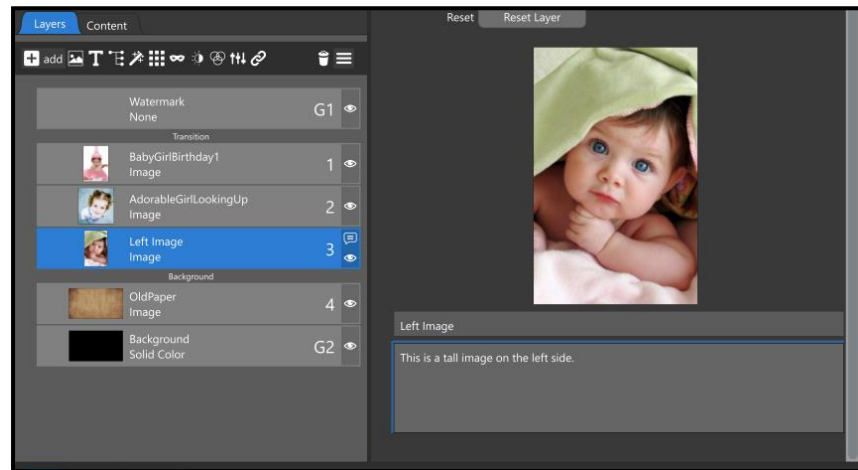 Layers Content
add
Watermark
None
G1
Transition
BabyGirlBirthday1
Image
1
AdorableGirlLookingUp
Image
2
Left Image
Image
3
Background
OldPaper
Image
4
Background
Solid Color
G2
Reset Reset Layer
Left Image
This is a tall image on the left side.